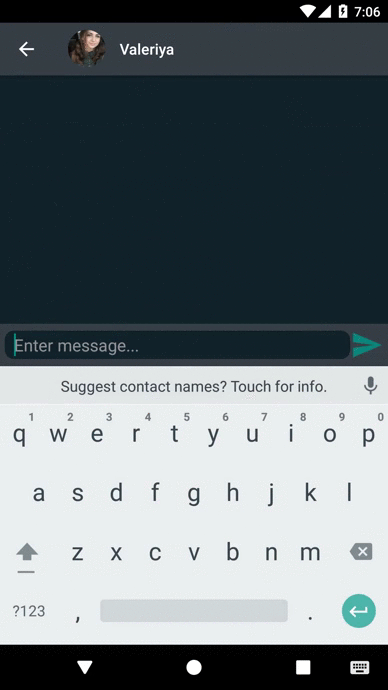 7:06
Valeriya
Enter message...
Suggest contact names? Touch for info.
1 2 3 4 5 6 7 8 9 0
q w e r t y u i o p
a s d f g h j k l
z x c v b n m
?123 , .